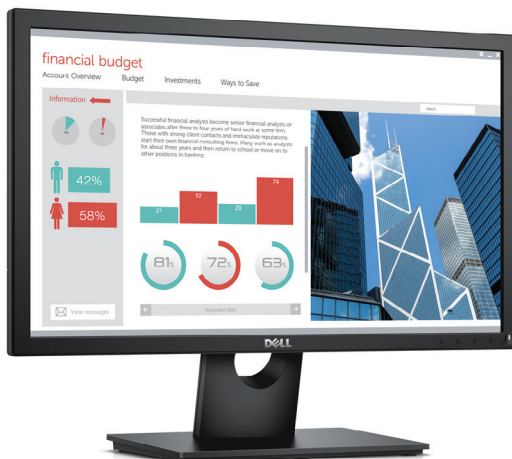 financial budget
Account Overview Budget Investments Ways to Save
Search
Information
Successful financial analysts become senior financial analysts or
associates after three to four years of hard work at some firm.
Those with strong client contacts and immaculate reputations
start their own financial consulting firms. Many work as analysts
for about three years and then return to school or move on to
other positions in banking.
42%
58%
21
52
29
74
81%
72%
63%
View messages
November 2014
DELL